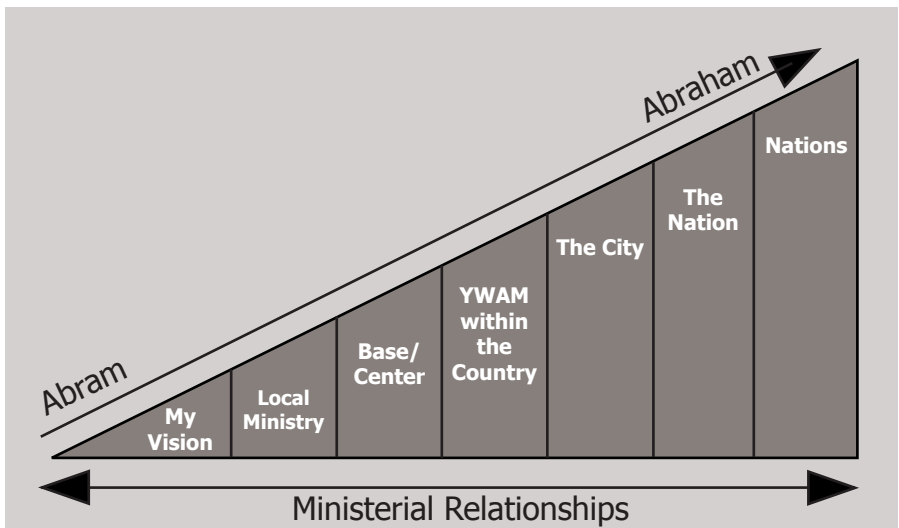 Abram
Abraham
My
Vision
Local
Ministry
Base/
Center
YWAM
within
the
Country
The City
The
Nation
Nations
Ministerial Relationships